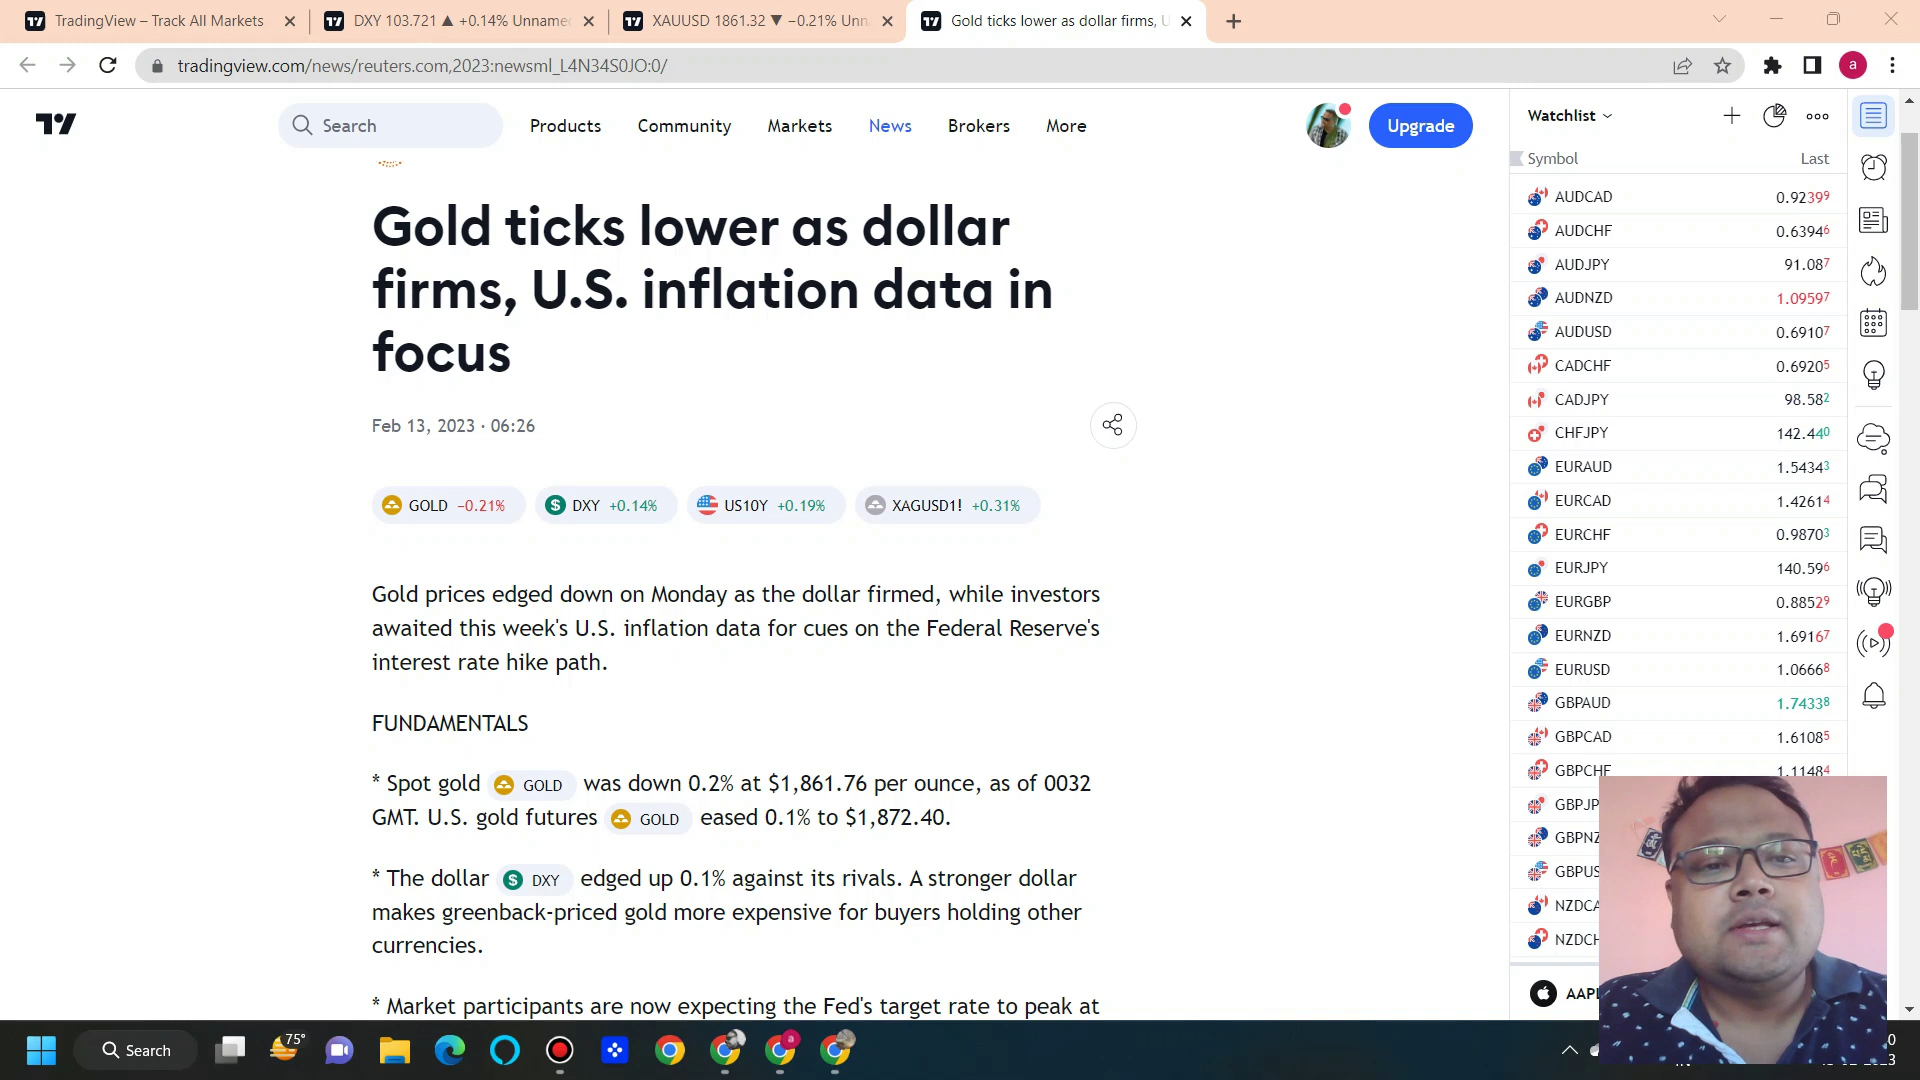 TradingView – Track All Markets
DXY 103.721 ▲ +0.14% Unname
XAUUSD 1861.32 ▼ −0.21% Unn
Gold ticks lower as dollar firms, U
tradingview.com/news/reuters.com,2023:newsml_L4N34S0JO:0/
a
Search
Products
Community
Markets
News
Brokers
More
Upgrade
Gold ticks lower as dollar
firms, U.S. inflation data in
focus
Feb 13, 2023 · 06:26
GOLD −0.21%
DXY +0.14%
US10Y +0.19%
XAGUSD1! +0.31%
Gold prices edged down on Monday as the dollar firmed, while investors
awaited this week's U.S. inflation data for cues on the Federal Reserve's
interest rate hike path.
FUNDAMENTALS
* Spot gold GOLD was down 0.2% at $1,861.76 per ounce, as of 0032
GMT. U.S. gold futures GOLD eased 0.1% to $1,872.40.
* The dollar DXY edged up 0.1% against its rivals. A stronger dollar
makes greenback-priced gold more expensive for buyers holding other
currencies.
* Market participants are now expecting the Fed's target rate to peak at
Watchlist
Symbol Last
AUDCAD 0.92399
AUDCHF 0.63946
AUDJPY 91.087
AUDNZD 1.09597
AUDUSD 0.69107
CADCHF 0.69205
CADJPY 98.582
CHFJPY 142.440
EURAUD 1.54343
EURCAD 1.42614
EURCHF 0.98703
EURJPY 140.596
EURGBP 0.88529
EURNZD 1.69167
EURUSD 1.06668
GBPAUD 1.74338
GBPCAD 1.61085
GBPCHF 1.11484
GBPJP
GBPNZ
GBPUS
NZDCA
NZDCH
AAPL
75°
Search
a